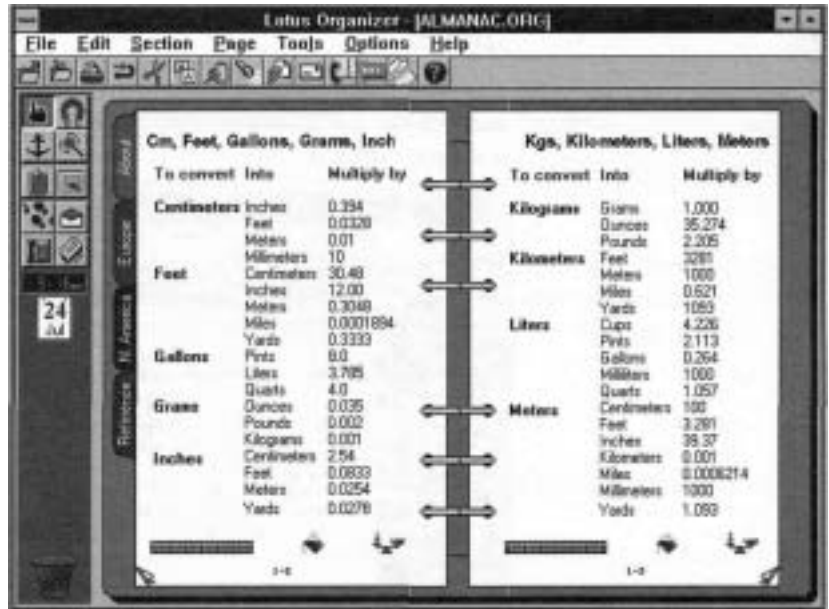 Lotus Organizer - [ALMANAC.ORG]
File Edit Section Page Tools Options Help
About
Europe
N. America
Reference
24
Jul
Cm, Feet, Gallons, Grams, Inch
To convert Into Multiply by
Centimeters Inches 0.394
Feet 0.0328
Meters 0.01
Millimeters 10
Feet Centimeters 30.48
Inches 12.00
Meters 0.3048
Miles 0.0001894
Yards 0.3333
Gallons Pints 8.0
Liters 3.785
Quarts 4.0
Grams Ounces 0.035
Pounds 0.002
Kilograms 0.001
Inches Centimeters 2.54
Feet 0.0833
Meters 0.0254
Yards 0.0278
Kgs, Kilometers, Liters, Meters
To convert Into Multiply by
Kilograms Grams 1,000
Ounces 35.274
Pounds 2.205
Kilometers Feet 3281
Meters 1000
Miles 0.621
Yards 1093
Liters Cups 4.226
Pints 2.113
Gallons 0.264
Milliliters 1000
Quarts 1.057
Meters Centimeters 100
Feet 3.281
Inches 39.37
Kilometers 0.001
Miles 0.0006214
Millimeters 1000
Yards 1.093